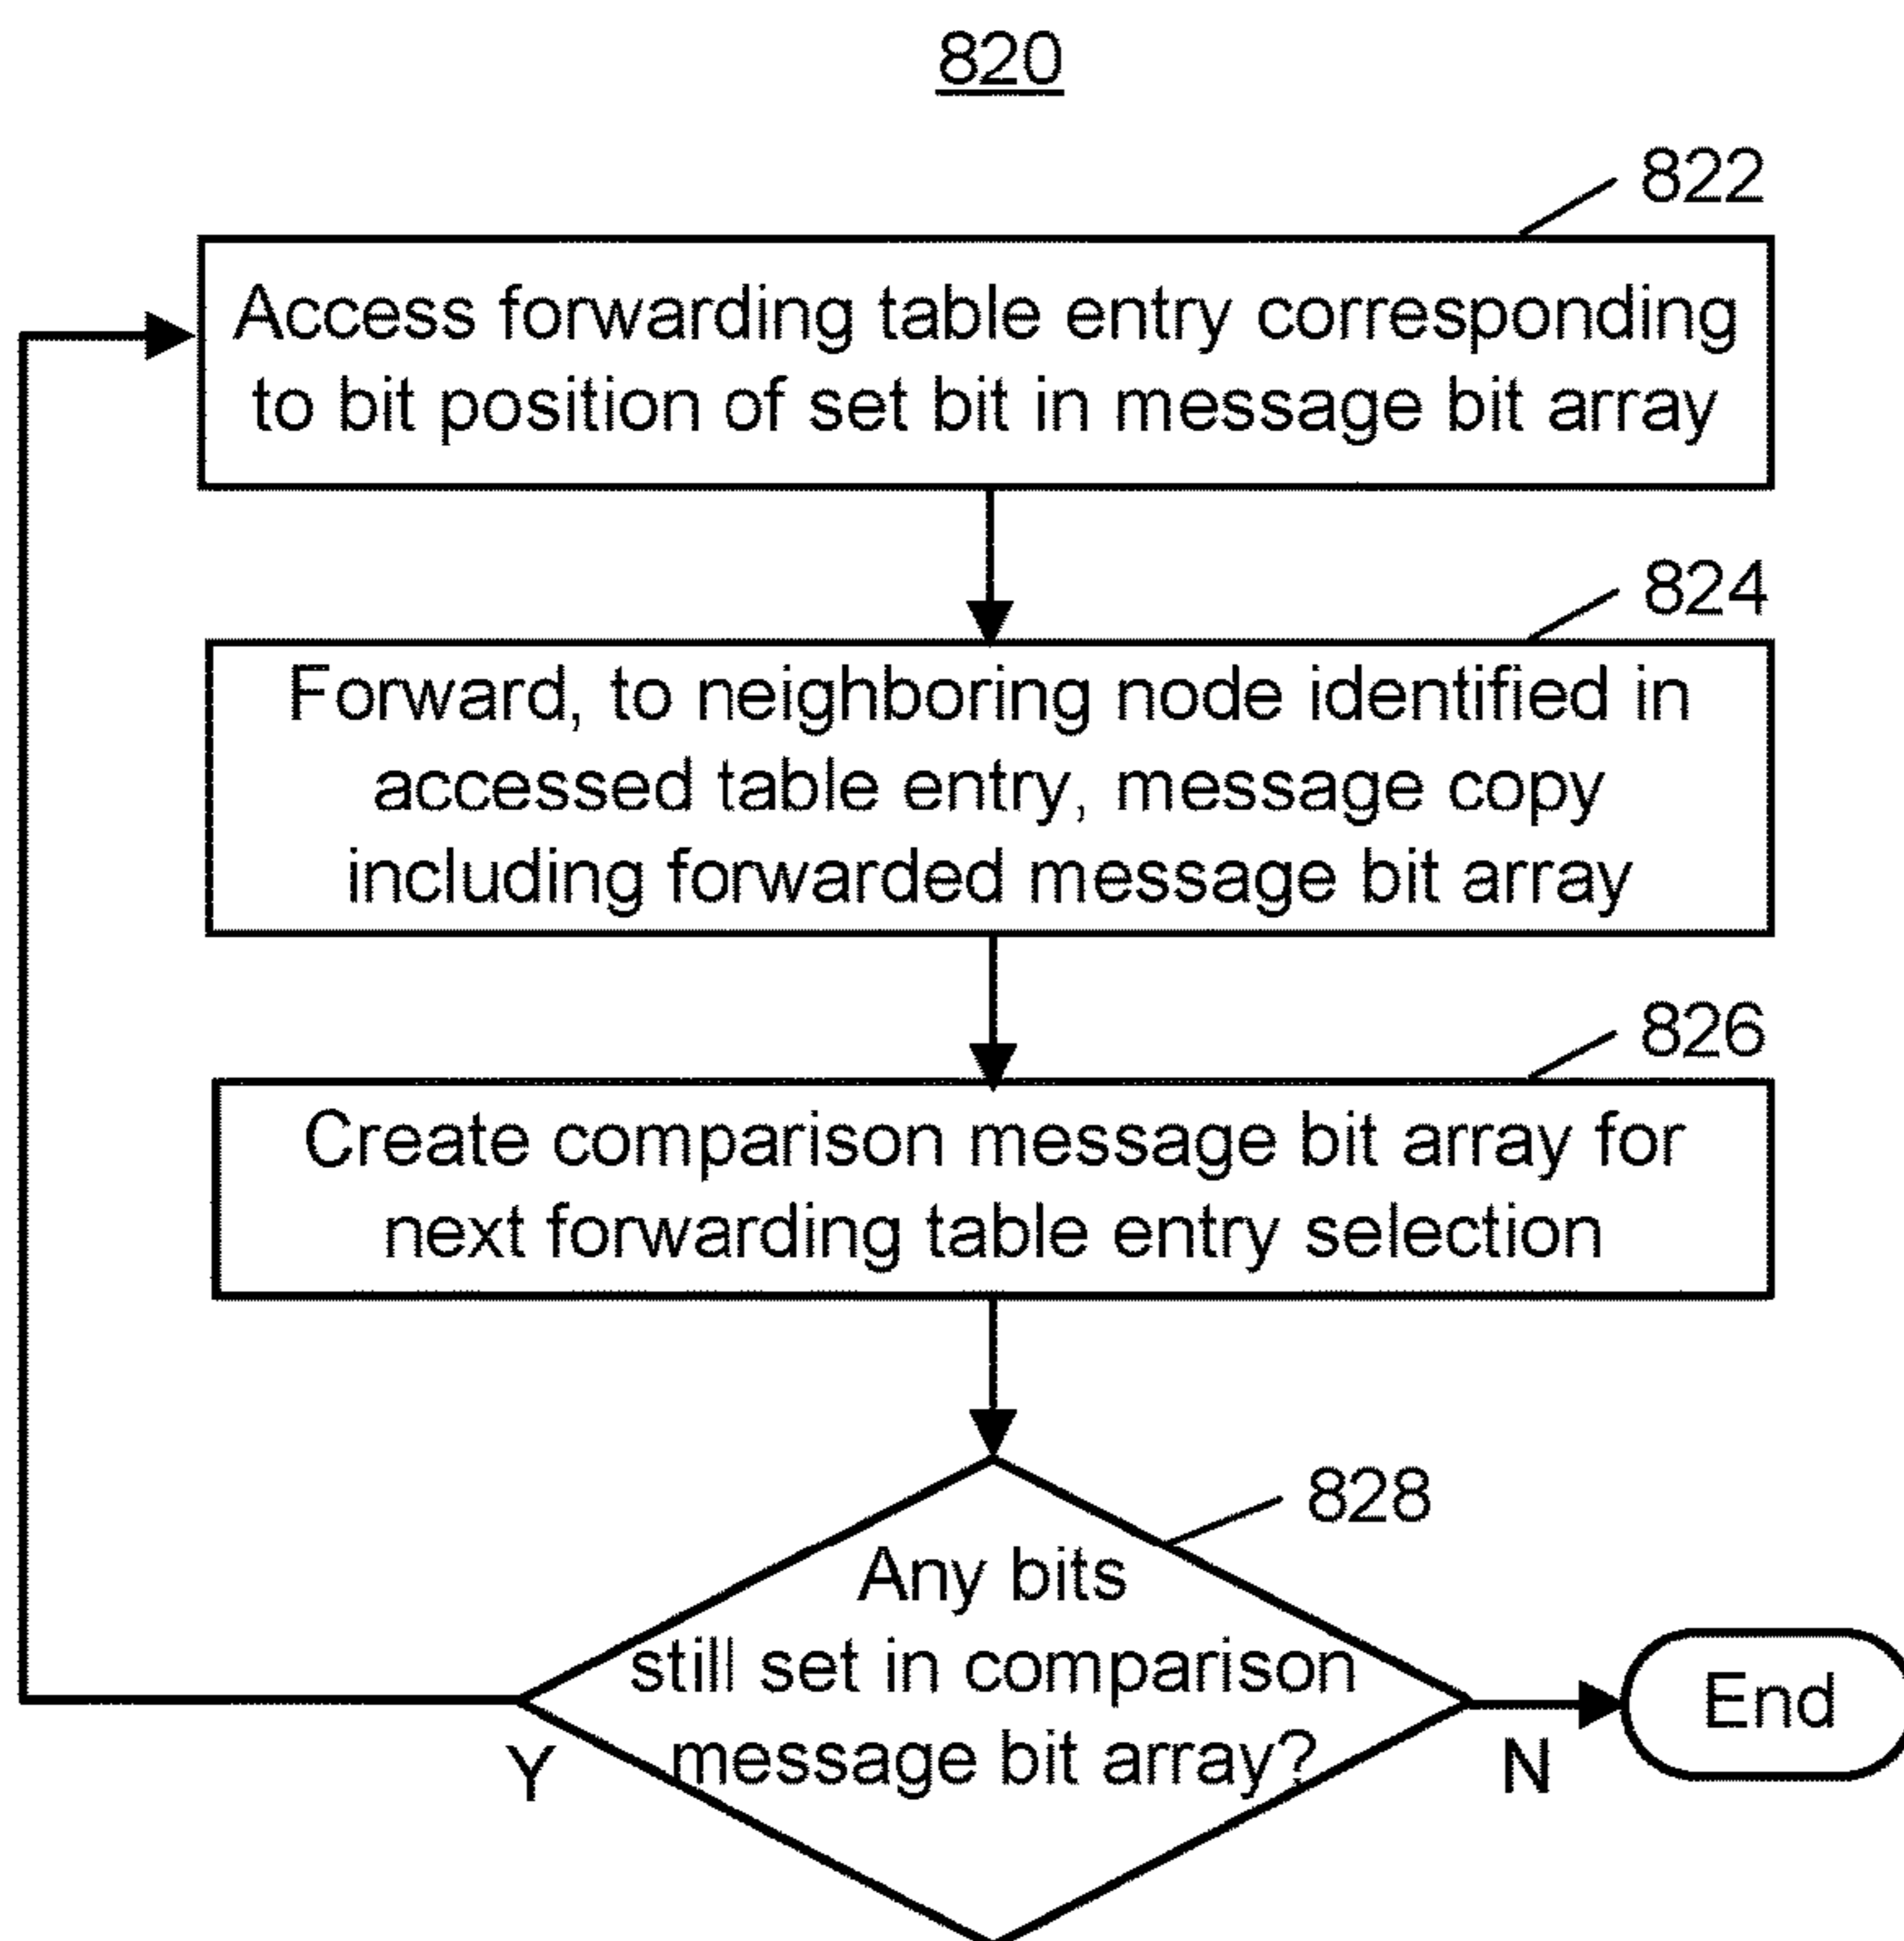 820
822
Access forwarding table entry corresponding
to bit position of set bit in message bit array
824
Forward, to neighboring node identified in
accessed table entry, message copy
including forwarded message bit array
826
Create comparison message bit array for
next forwarding table entry selection
828
Any bits
still set in comparison
message bit array?
Y
N
End